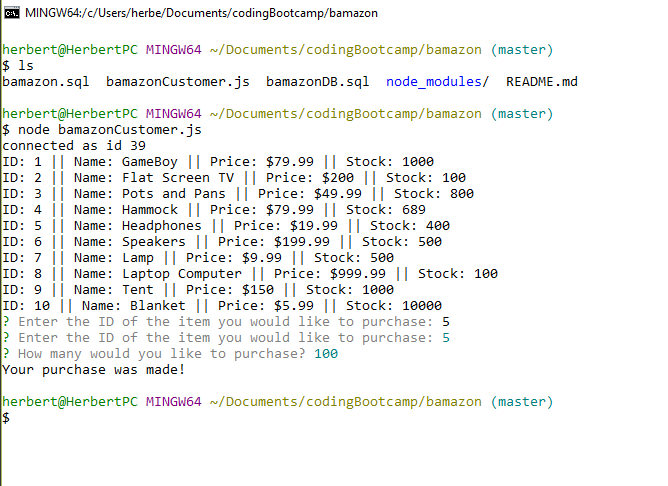 MINGW64:/c/Users/herbe/Documents/codingBootcamp/bamazon
herbert@HerbertPC MINGW64 ~/Documents/codingBootcamp/bamazon (master)
$ ls
bamazon.sql  bamazonCustomer.js  bamazonDB.sql  node_modules/  README.md
herbert@HerbertPC MINGW64 ~/Documents/codingBootcamp/bamazon (master)
$ node bamazonCustomer.js
connected as id 39
ID: 1 || Name: GameBoy || Price: $79.99 || Stock: 1000
ID: 2 || Name: Flat Screen TV || Price: $200 || Stock: 100
ID: 3 || Name: Pots and Pans || Price: $49.99 || Stock: 800
ID: 4 || Name: Hammock || Price: $79.99 || Stock: 689
ID: 5 || Name: Headphones || Price: $19.99 || Stock: 400
ID: 6 || Name: Speakers || Price: $199.99 || Stock: 500
ID: 7 || Name: Lamp || Price: $9.99 || Stock: 500
ID: 8 || Name: Laptop Computer || Price: $999.99 || Stock: 100
ID: 9 || Name: Tent || Price: $150 || Stock: 1000
ID: 10 || Name: Blanket || Price: $5.99 || Stock: 10000
? Enter the ID of the item you would like to purchase: 5
? Enter the ID of the item you would like to purchase: 5
? How many would you like to purchase? 100
Your purchase was made!
herbert@HerbertPC MINGW64 ~/Documents/codingBootcamp/bamazon (master)
$